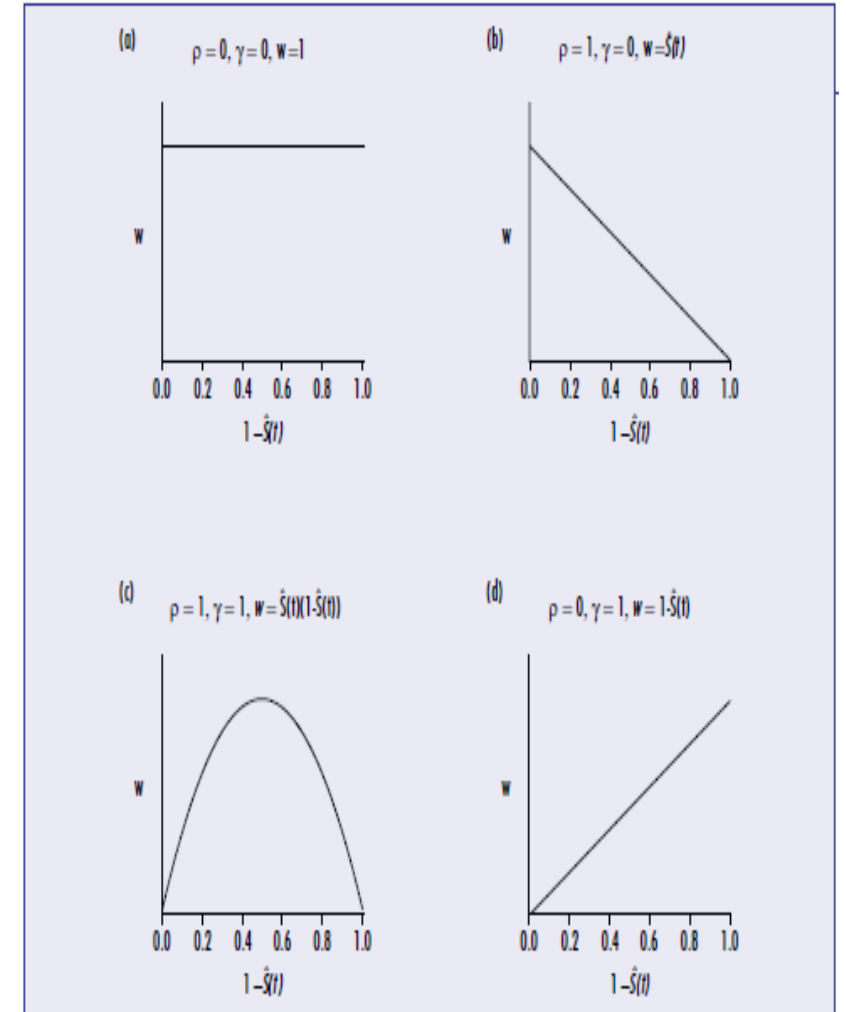 (a)
ρ = 0, γ = 0, w=1
w
0.0 0.2 0.4 0.6 0.8 1.0
1 –Ŝ(t)
(b)
ρ = 1, γ = 0, w=Ŝ(t)
w
0.0 0.2 0.4 0.6 0.8 1.0
1 –Ŝ(t)
(c)
ρ = 1, γ = 1, w = Ŝ(t)(1-Ŝ(t))
w
0.0 0.2 0.4 0.6 0.8 1.0
1 –Ŝ(t)
(d)
ρ = 0, γ = 1, w = 1-Ŝ(t)
w
0.0 0.2 0.4 0.6 0.8 1.0
1 –Ŝ(t)